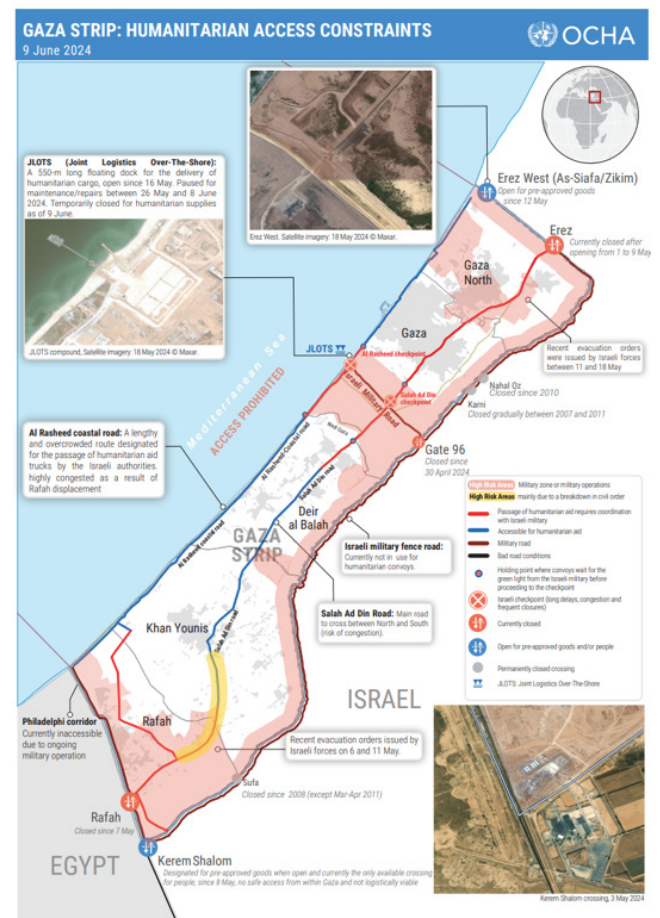 GAZA STRIP: HUMANITARIAN ACCESS CONSTRAINTS
9 June 2024
OCHA
JLOTS (Joint Logistics Over-The-Shore):
A 550-m long floating dock for the delivery of
humanitarian cargo, open since 16 May. Paused for
maintenance/repairs between 26 May and 8 June
2024. Temporarily closed for humanitarian supplies
as of 9 June.
JLOTS compound, Satellite imagery: 18 May 2024 © Maxar.
Erez West. Satellite imagery: 18 May 2024 © Maxar.
Erez West (As-Siafa/Zikim)
Open for pre-approved goods
since 12 May
Erez
Currently closed after
opening from 1 to 9 May
Gaza
North
Gaza
Recent evacuation orders
were issued by Israeli forces
between 11 and 18 May
JLOTS
Al Rasheed checkpoint
Israeli Military Road
Salah Ad Din
checkpoint
Nahal Oz
Closed since 2010
Karni
Closed gradually between 2007 and 2011
Mediterranean Sea
ACCESS PROHIBITED
Wadi Gaza
Gate 96
Closed since
30 April 2024
Al Rasheed coastal road: A lengthy
and overcrowded route designated
for the passage of humanitarian aid
trucks by the Israeli authorities.
highly congested as a result of
Rafah displacement
Al Rasheed-Coastal road
Salah Ad Din road
Deir
al Balah
Al Rasheed coastal road
GAZA
STRIP
Israeli military fence road:
Currently not in use for
humanitarian convoys.
Salah Ad Din Road: Main road
to cross between North and South
(risk of congestion).
Khan Younis
Salah Ad Din road
High Risk Areas Military zone or military operations
High Risk Areas mainly due to a breakdown in civil order
Passage of humanitarian aid requires coordination
with Israeli military
Accessible for humanitarian aid
Military road
Bad road conditions
Holding point where convoys wait for the
green light from the Israeli military before
proceeding to the checkpoint
Israeli checkpoint (long delays, congestion and
frequent closures)
Currently closed
Open for pre-approved goods and/or people
Permanently closed crossing
JLOTS: Joint Logistics Over-The-Shore
ISRAEL
Philadelphi corridor
Currently inaccessible
due to ongoing
military operation
Rafah
Recent evacuation orders issued by
Israeli forces on 6 and 11 May.
Sufa
Closed since 2008 (except Mar-Apr 2011)
Rafah
Closed since 7 May
EGYPT
Kerem Shalom
Designated for pre-approved goods when open and currently the only available crossing
for people; since 8 May, no safe access from within Gaza and not logistically viable
Kerem Shalom crossing, 3 May 2024